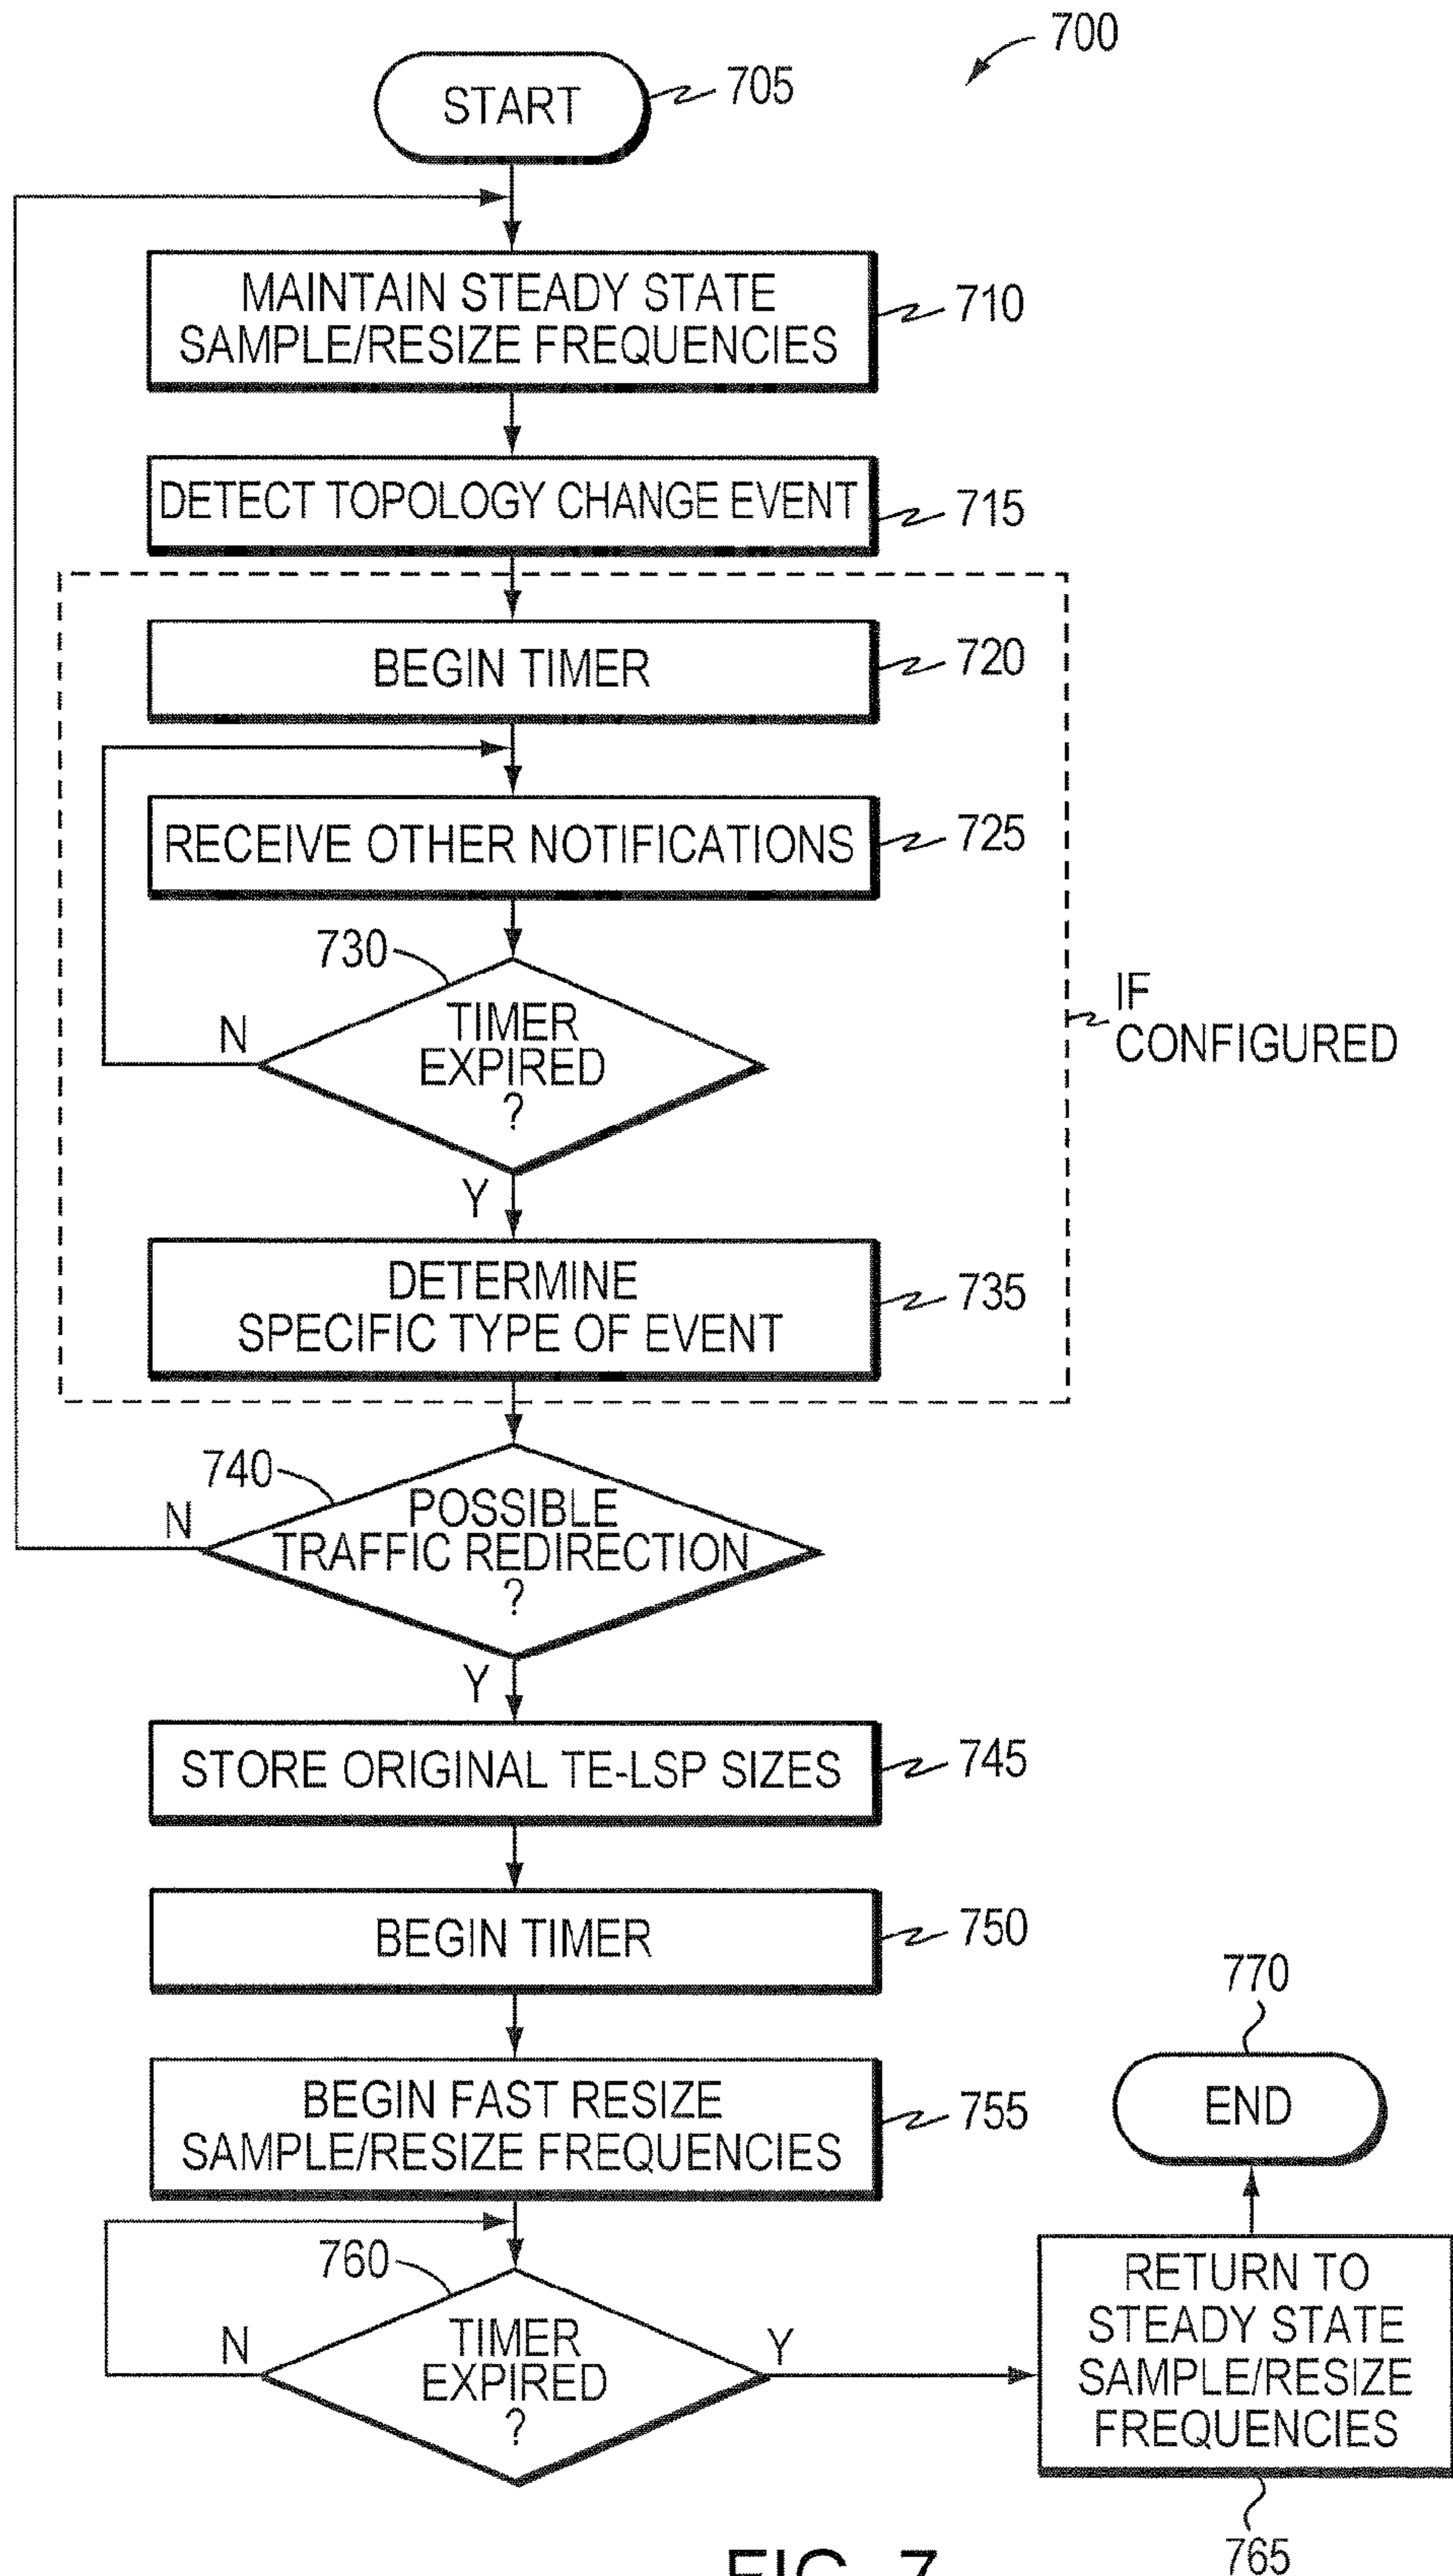 700
START
705
MAINTAIN STEADY STATE
SAMPLE/RESIZE FREQUENCIES
710
DETECT TOPOLOGY CHANGE EVENT
715
BEGIN TIMER
720
RECEIVE OTHER NOTIFICATIONS
725
730
TIMER
EXPIRED
?
N
Y
IF
CONFIGURED
DETERMINE
SPECIFIC TYPE OF EVENT
735
740
POSSIBLE
TRAFFIC REDIRECTION
?
N
Y
STORE ORIGINAL TE-LSP SIZES
745
BEGIN TIMER
750
BEGIN FAST RESIZE
SAMPLE/RESIZE FREQUENCIES
755
760
TIMER
EXPIRED
?
N
Y
770
END
RETURN TO
STEADY STATE
SAMPLE/RESIZE
FREQUENCIES
765
FIG. 7